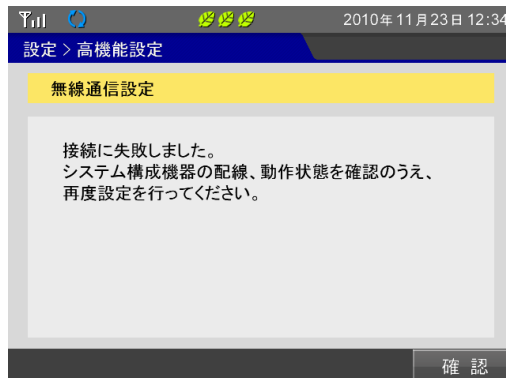 2010年11月23日 12:34
設定 > 高機能設定
無線通信設定
接続に失敗しました。
システム構成機器の配線、動作状態を確認のうえ、
再度設定を行ってください。
確 認